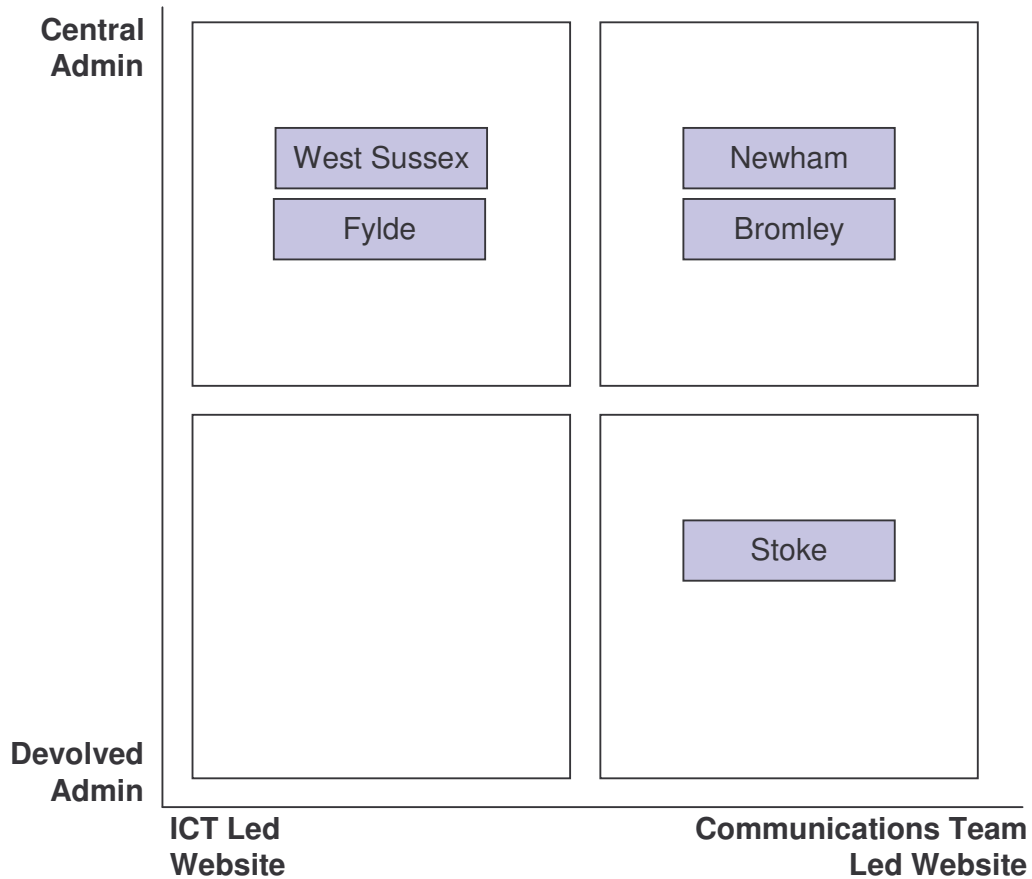 Central
Admin
West Sussex
Newham
Fylde
Bromley
Stoke
Devolved
Admin
ICT Led
Website
Communications Team
Led Website